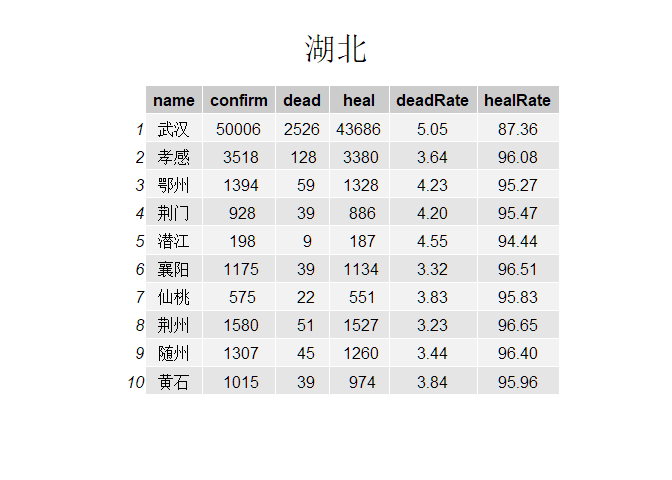 湖北
name confirm dead heal deadRate healRate
1 武汉 50006 2526 43686 5.05 87.36
2 孝感 3518 128 3380 3.64 96.08
3 鄂州 1394 59 1328 4.23 95.27
4 荆门 928 39 886 4.20 95.47
5 潜江 198 9 187 4.55 94.44
6 襄阳 1175 39 1134 3.32 96.51
7 仙桃 575 22 551 3.83 95.83
8 荆州 1580 51 1527 3.23 96.65
9 随州 1307 45 1260 3.44 96.40
10 黄石 1015 39 974 3.84 95.96